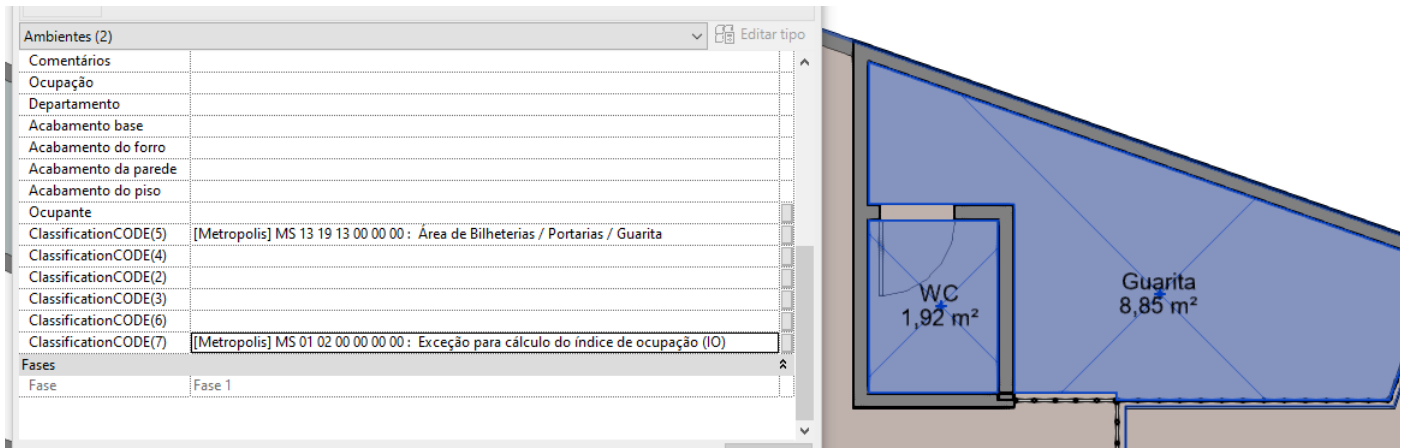 Ambientes (2)
Editar tipo
Comentários
Ocupação
Departamento
Acabamento base
Acabamento do forro
Acabamento da parede
Acabamento do piso
Ocupante
ClassificationCODE(5) [Metropolis] MS 13 19 13 00 00 00 : Área de Bilheterias / Portarias / Guarita
ClassificationCODE(4)
ClassificationCODE(2)
ClassificationCODE(3)
ClassificationCODE(6)
ClassificationCODE(7) [Metropolis] MS 01 02 00 00 00 00 : Exceção para cálculo do índice de ocupação (IO)
Fases
Fase Fase 1
WC
1,92 m²
Guarita
8,85 m²